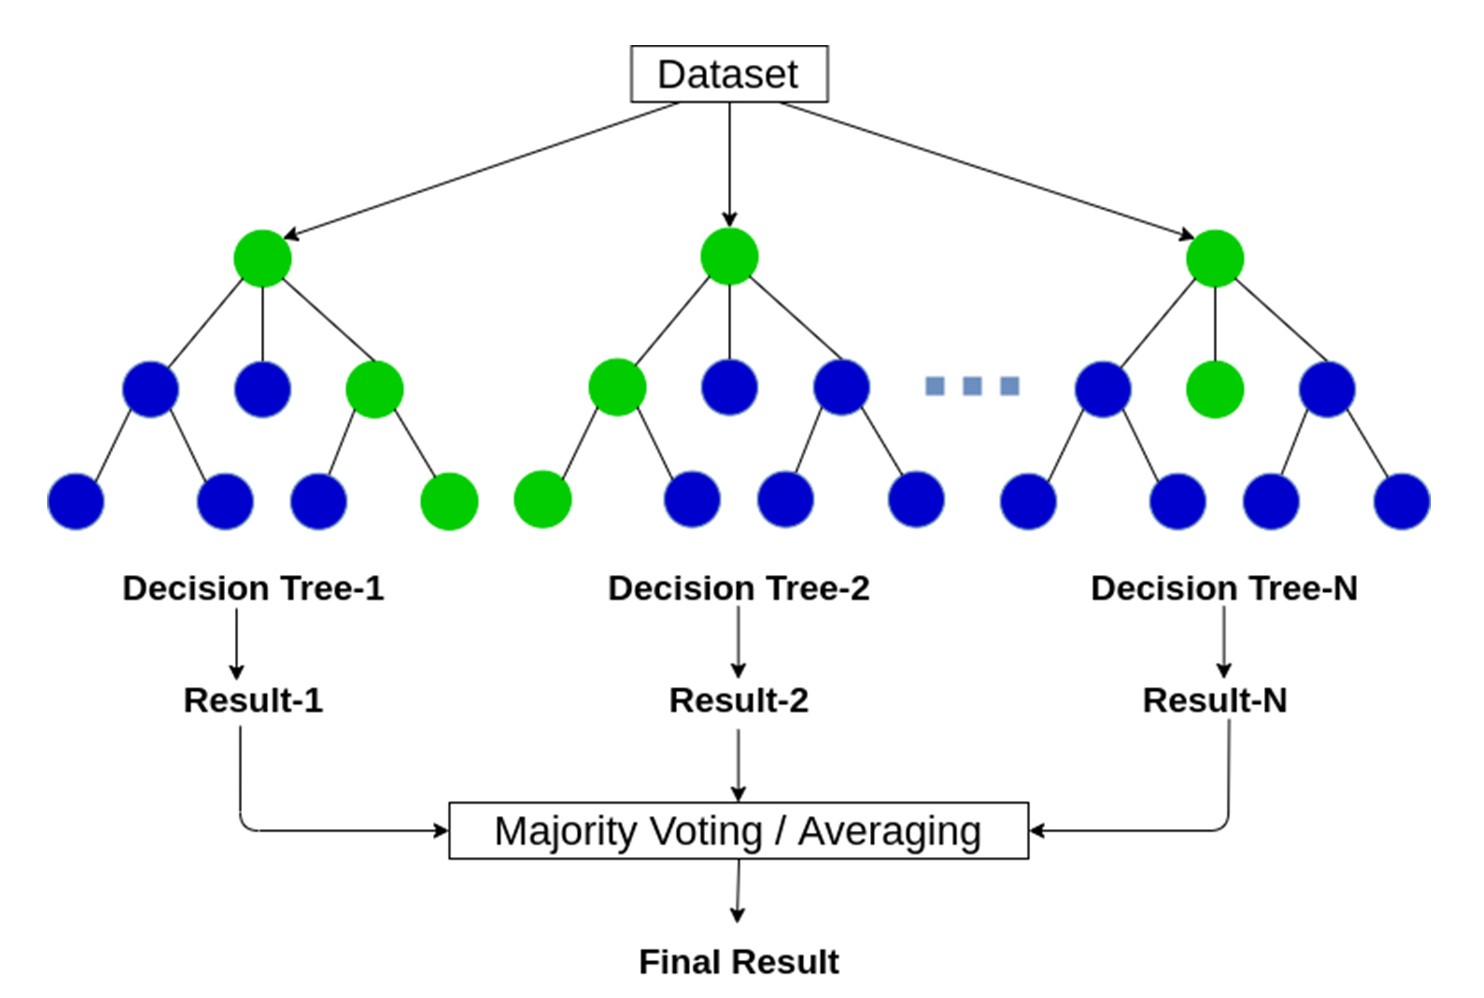 Dataset
Decision Tree-1
Decision Tree-2
Decision Tree-N
Result-1
Result-2
Result-N
Majority Voting / Averaging
Final Result